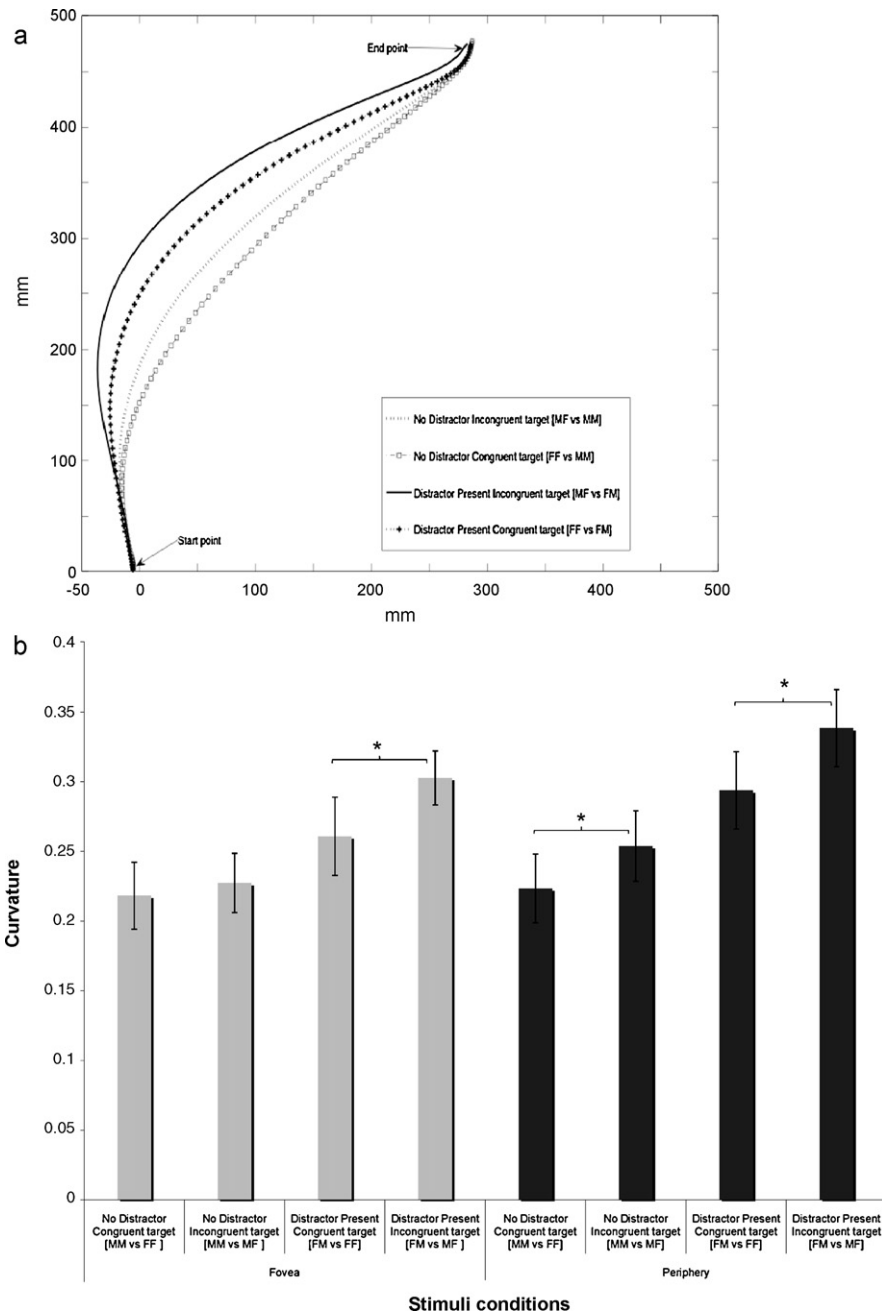 a
500
400
300
200
100
0
mm
End point
Start point
No Distractor Incongruent target [MF vs MM]
No Distractor Congruent target [FF vs MM]
Distractor Present Incongruent target [MF vs FM]
Distractor Present Congruent target [FF vs FM]
-50
0
100
200
300
400
500
mm
b
0.4
0.35
0.3
0.25
0.2
0.15
0.1
0.05
0
Curvature
*
*
*
No Distractor
Congruent target
[MM vs FF ]
No Distractor
Incongruent target
[MM vs MF ]
Distractor Present
Congruent target
[FM vs FF]
Distractor Present
Incongruent target
[FM vs MF]
No Distractor
Congruent target
[MM vs FF]
No Distractor
Incongruent target
[MM vs MF]
Distractor Present
Congruent target
[FM vs FF]
Distractor Present
Incongruent target
[FM vs MF]
Fovea
Periphery
Stimuli conditions